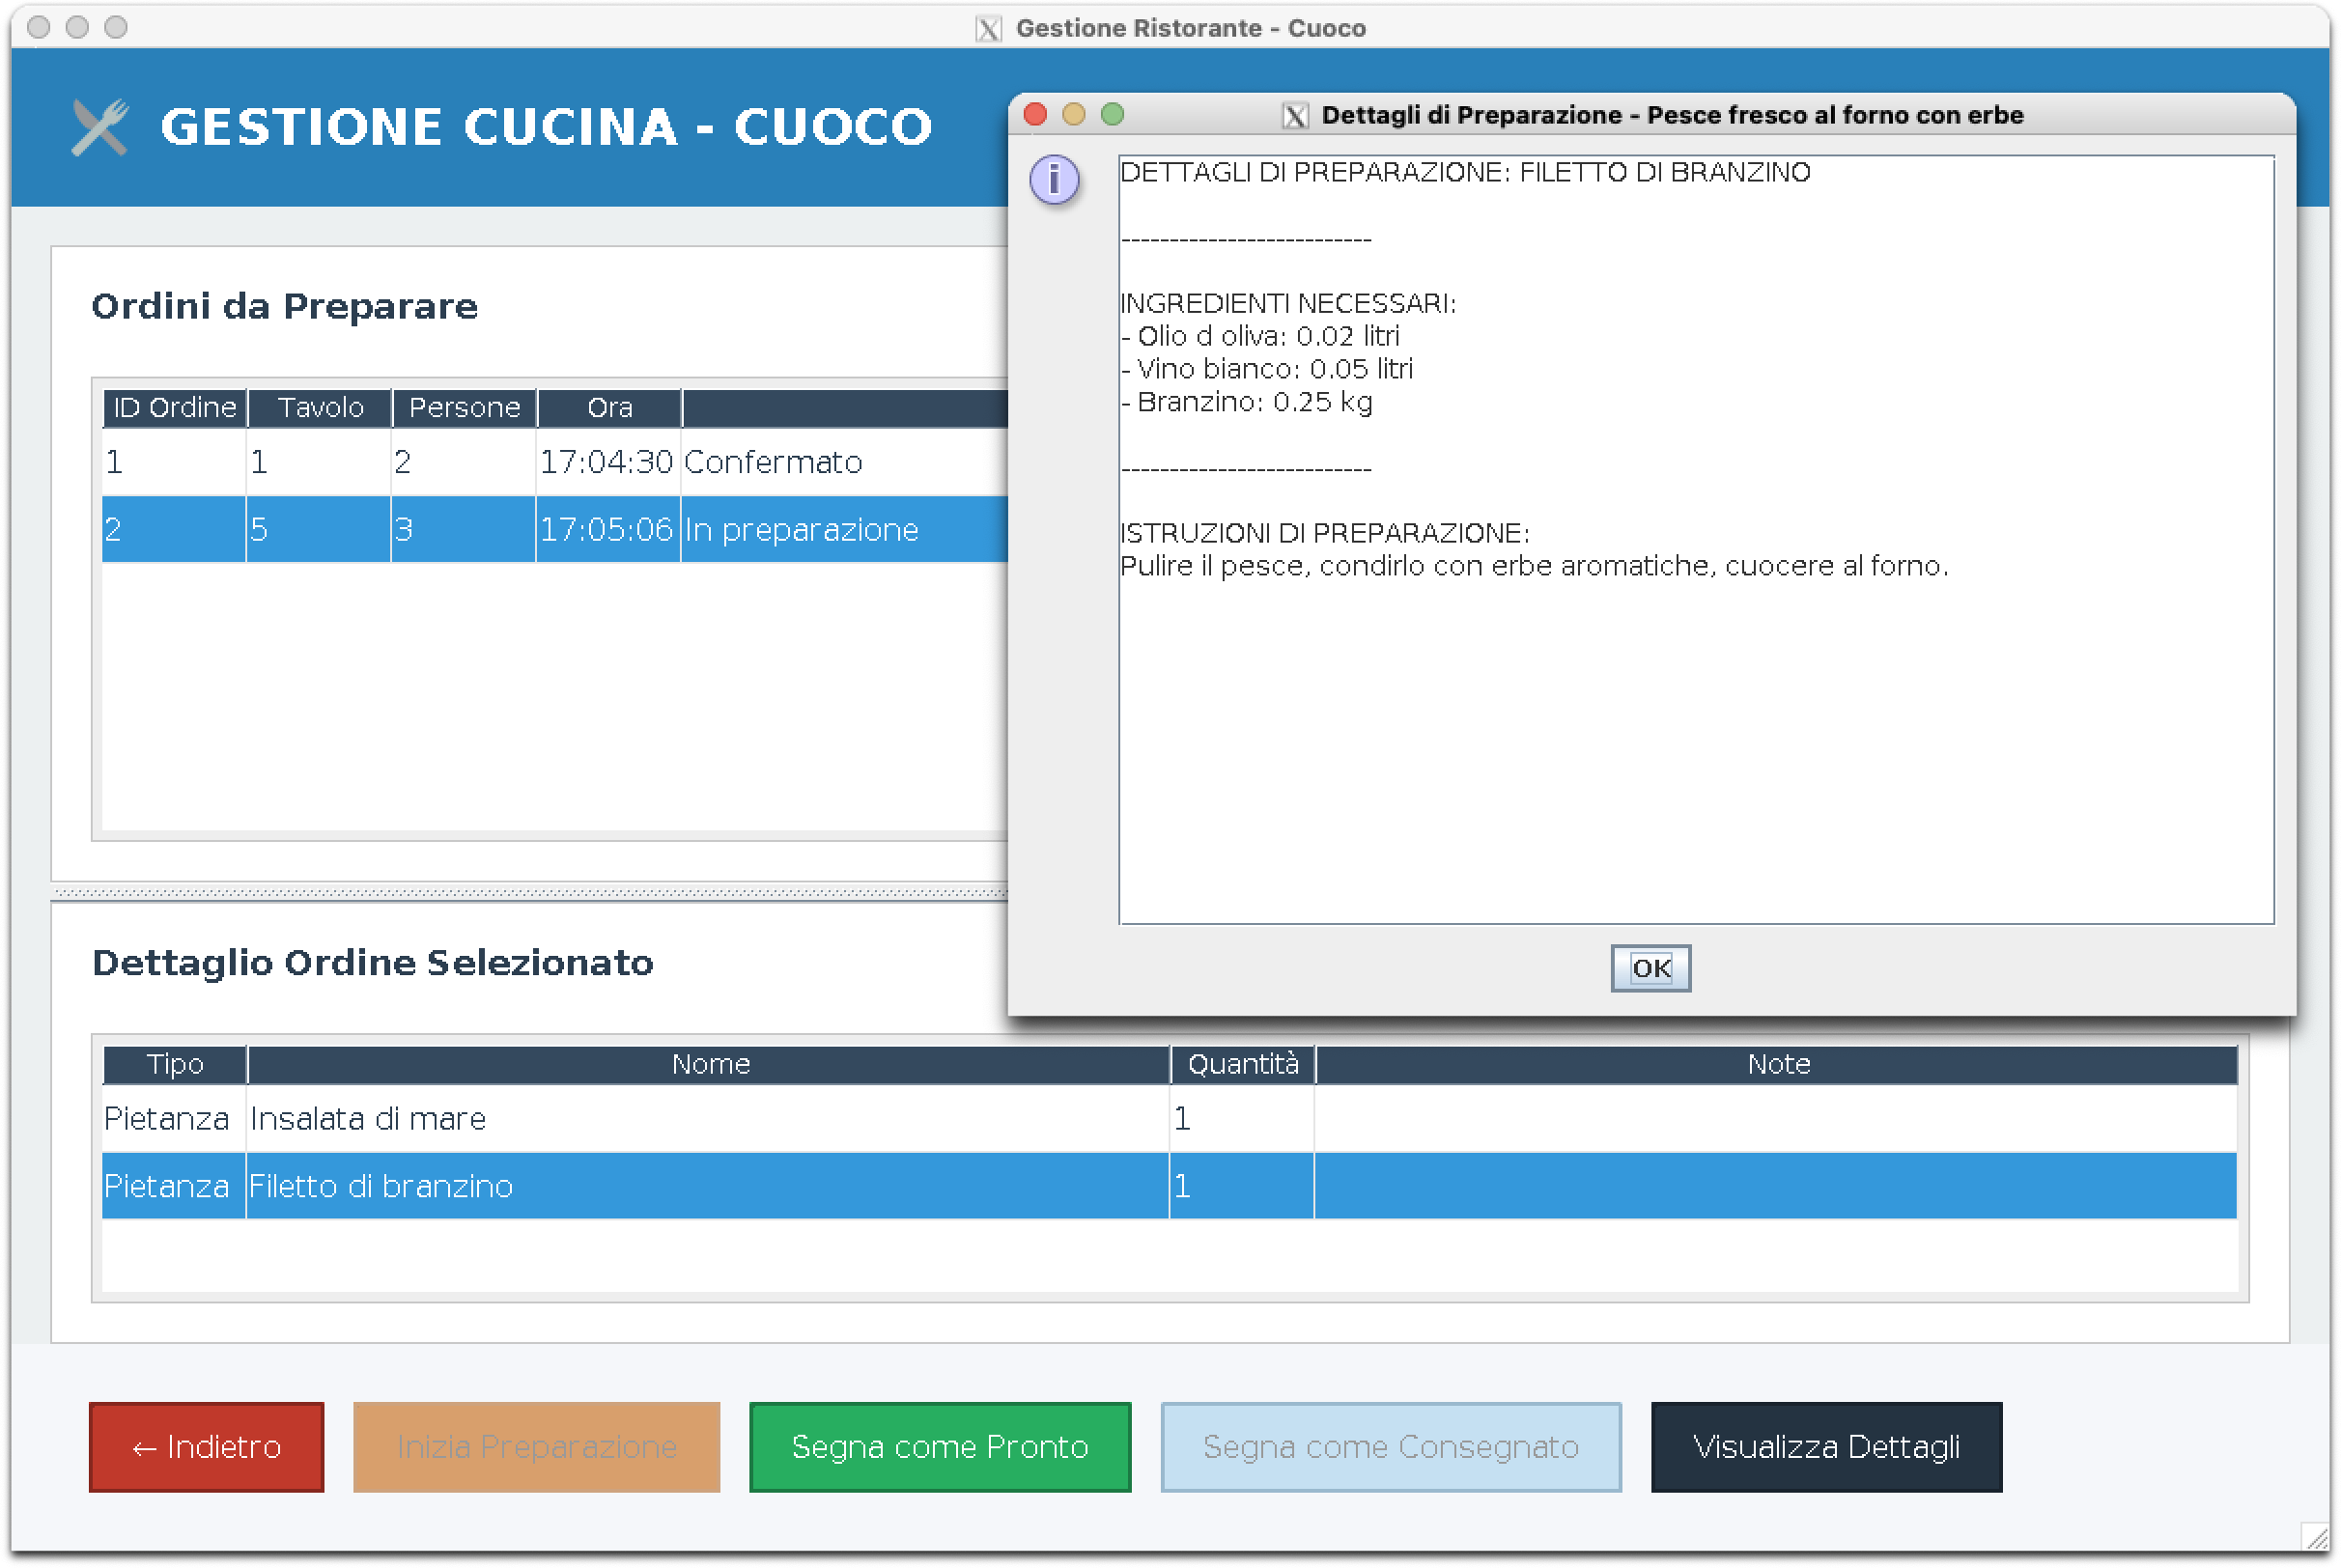 Gestione Ristorante - Cuoco
GESTIONE CUCINA - CUOCO
Ordini da Preparare
ID Ordine Tavolo Persone Ora
1 1 2 17:04:30 Confermato
2 5 3 17:05:06 In preparazione
Dettagli di Preparazione - Pesce fresco al forno con erbe
DETTAGLI DI PREPARAZIONE: FILETTO DI BRANZINO
--------------------------
INGREDIENTI NECESSARI:
- Olio d oliva: 0.02 litri
- Vino bianco: 0.05 litri
- Branzino: 0.25 kg
--------------------------
ISTRUZIONI DI PREPARAZIONE:
Pulire il pesce, condirlo con erbe aromatiche, cuocere al forno.
OK
Dettaglio Ordine Selezionato
Tipo Nome Quantità Note
Pietanza Insalata di mare 1
Pietanza Filetto di branzino 1
← Indietro
Inizia Preparazione
Segna come Pronto
Segna come Consegnato
Visualizza Dettagli